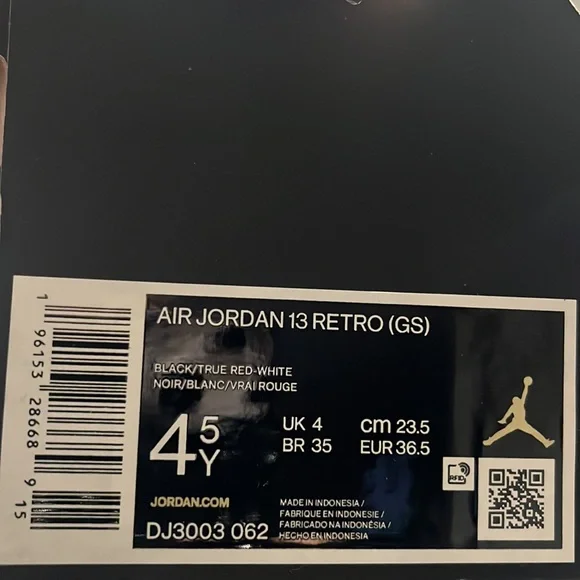 AIR JORDAN 13 RETRO (GS)
BLACK/TRUE RED-WHITE
NOIR/BLANC/VRAI ROUGE
4 5Y
UK 4 cm 23.5
BR 35 EUR 36.5
RFID
JORDAN.COM
DJ3003 062
MADE IN INDONESIA /
FABRIQUE EN INDONESIE /
FABRICADO NA INDONÉSIA /
HECHO EN INDONESIA
1 96153 28668 9 15